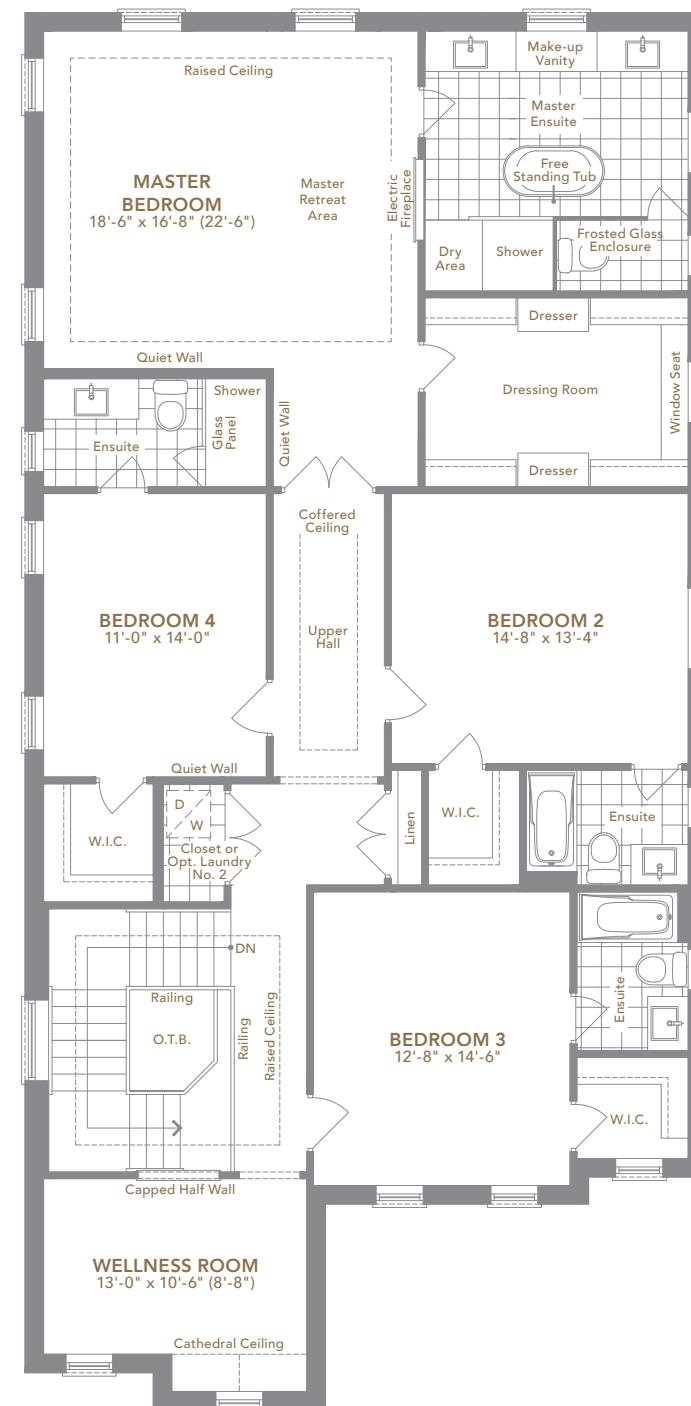 Raised Ceiling
Make-up
Vanity
Master
Ensuite
MASTER
BEDROOM
18'-6" x 16'-8" (22'-6")
Master
Retreat
Area
Electric
Fireplace
Free
Standing Tub
Dry
Area
Shower
Frosted Glass
Enclosure
Dresser
Quiet Wall
Dressing Room
Window Seat
Dresser
Shower
Glass
Panel
Ensuite
Quiet Wall
Coffered
Ceiling
Upper
Hall
BEDROOM 4
11'-0" x 14'-0"
BEDROOM 2
14'-8" x 13'-4"
Quiet Wall
W.I.C.
D
W
Closet or
Opt. Laundry
No. 2
Linen
W.I.C.
Ensuite
DN
Railing
O.T.B.
Railing
Raised Ceiling
BEDROOM 3
12'-8" x 14'-6"
Ensuite
W.I.C.
Capped Half Wall
WELLNESS ROOM
13'-0" x 10'-6" (8'-8")
Cathedral Ceiling